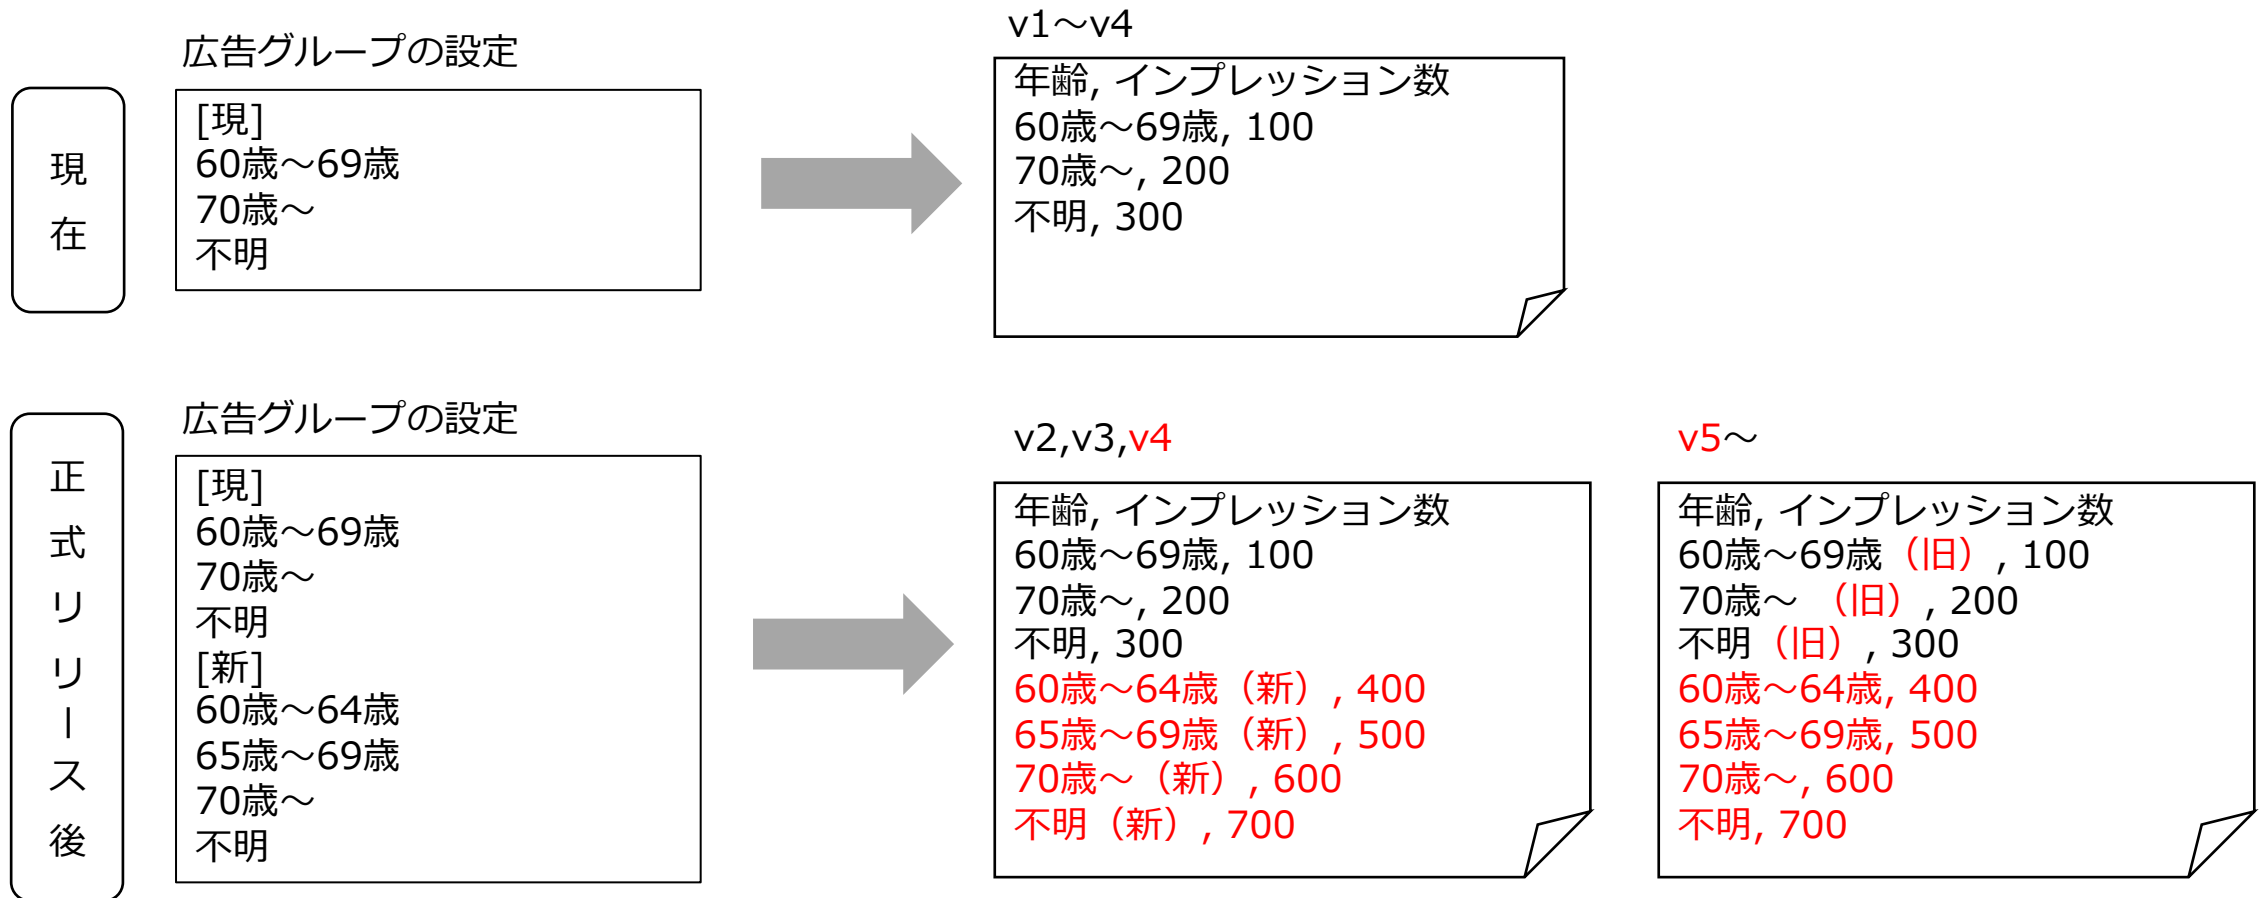 現在
広告グループの設定
[現]
60歳～69歳
70歳～
不明
v1～v4
年齢, インプレッション数
60歳～69歳, 100
70歳～, 200
不明, 300
正式リリース後
広告グループの設定
[現]
60歳～69歳
70歳～
不明
[新]
60歳～64歳
65歳～69歳
70歳～
不明
v2,v3,v4
年齢, インプレッション数
60歳～69歳, 100
70歳～, 200
不明, 300
60歳～64歳（新）, 400
65歳～69歳（新）, 500
70歳～（新）, 600
不明（新）, 700
v5～
年齢, インプレッション数
60歳～69歳（旧）, 100
70歳～ （旧）, 200
不明（旧）, 300
60歳～64歳, 400
65歳～69歳, 500
70歳～, 600
不明, 700